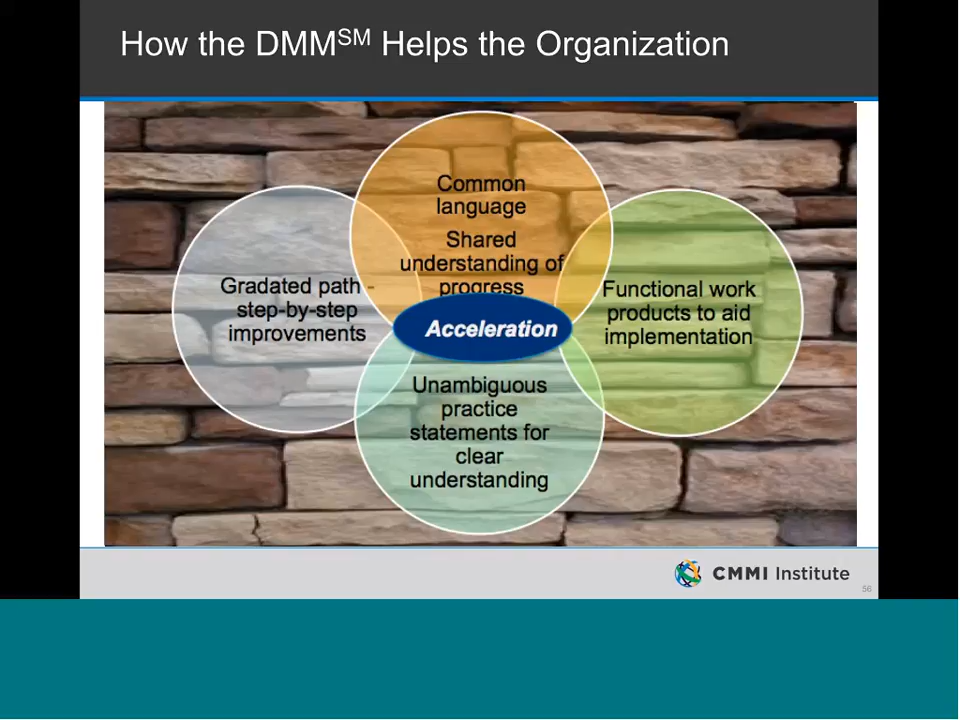 How the DMMSM Helps the Organization
Common
language
Shared
understanding of
progress
Gradated path -
step-by-step
improvements
Functional work
products to aid
implementation
Acceleration
Unambiguous
practice
statements for
clear
understanding
CMMI Institute
56